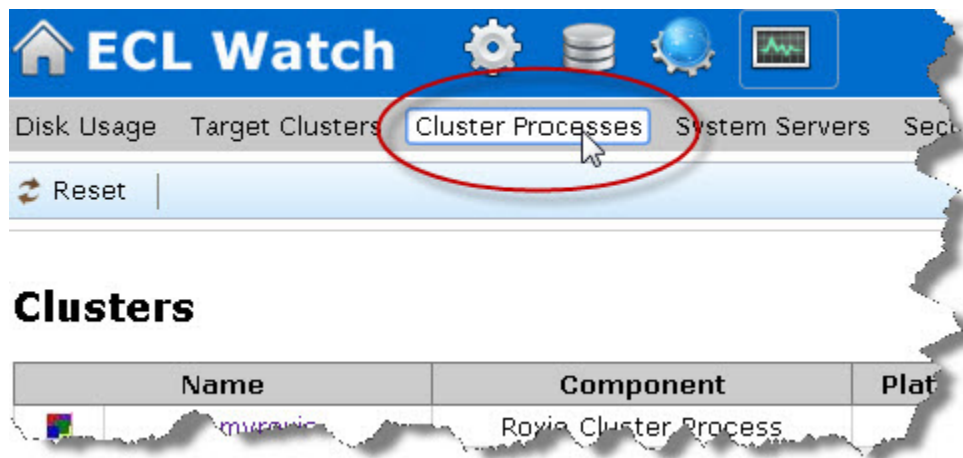 ECL Watch
Disk Usage Target Clusters Cluster Processes System Servers
Reset
Clusters
Name Component
Roxie Cluster Process